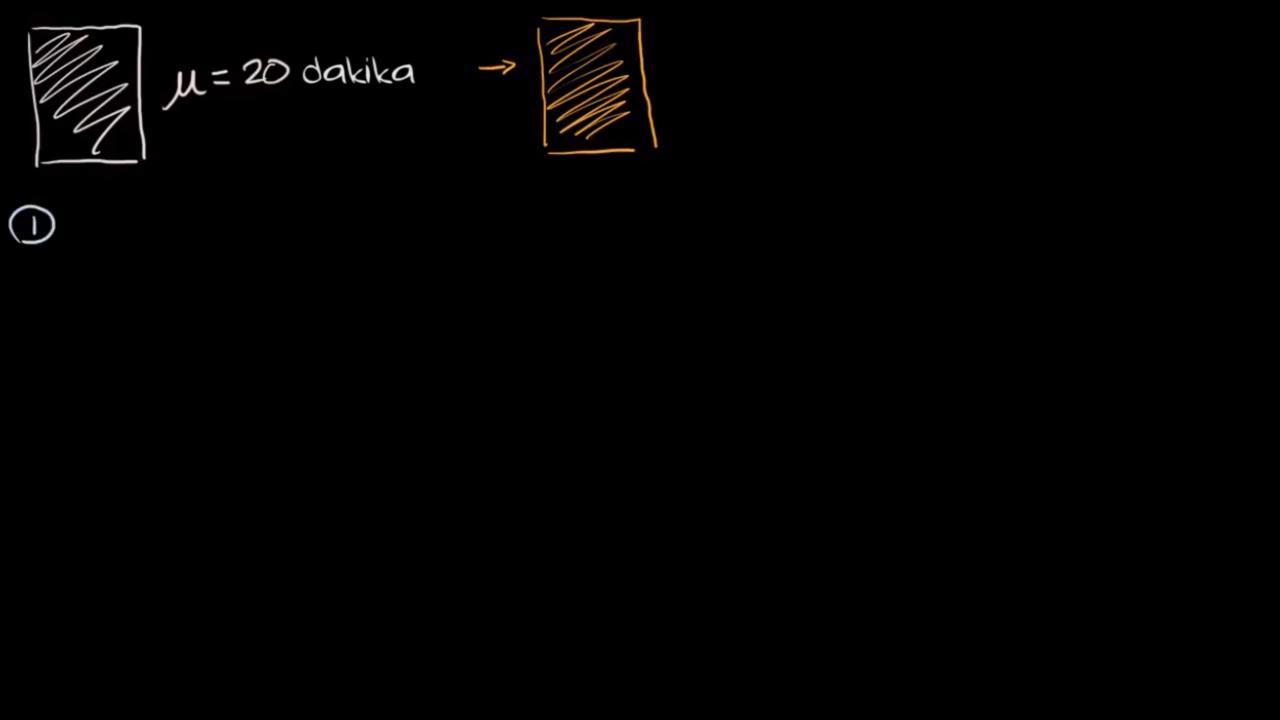 μ = 20 dakika →
1